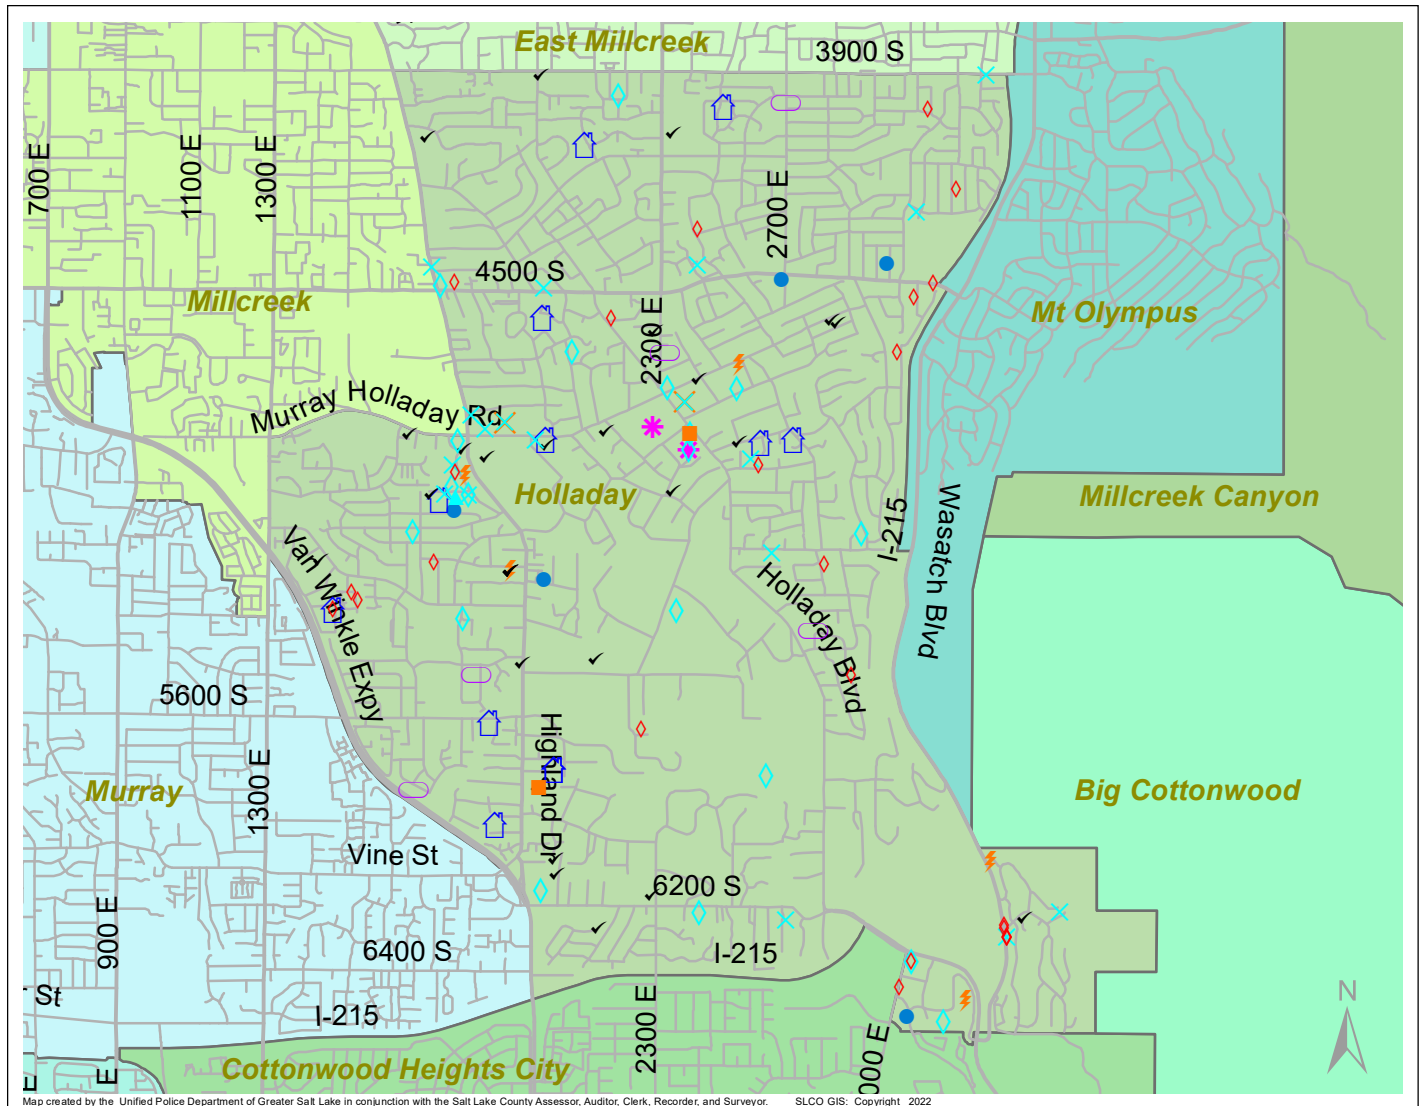 East Millcreek
3900 S
700 E
1100 E
1300 E
2700 E
4500 S
Millcreek
2300 E
Mt Olympus
Murray Holladay Rd
Holladay
Millcreek Canyon
I-215
Wasatch Blvd
Van Winkle Expy
Holladay Blvd
5600 S
Highland Dr
1300 E
Murray
Big Cottonwood
Vine St
6200 S
900 E
6400 S
I-215
St
I-215
2300 E
N
000 E
E
E
Cottonwood Heights City
Map created by the Unified Police Department of Greater Salt Lake in conjunction with the Salt Lake County Assessor, Auditor, Clerk, Recorder, and Surveyor. SLCO GIS: Copyright 2022